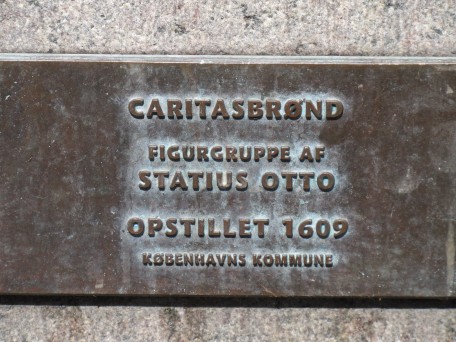 CARITASBRØND
FIGURGRUPPE AF
STATIUS OTTO
OPSTILLET 1609
KØBENHAVNS KOMMUNE